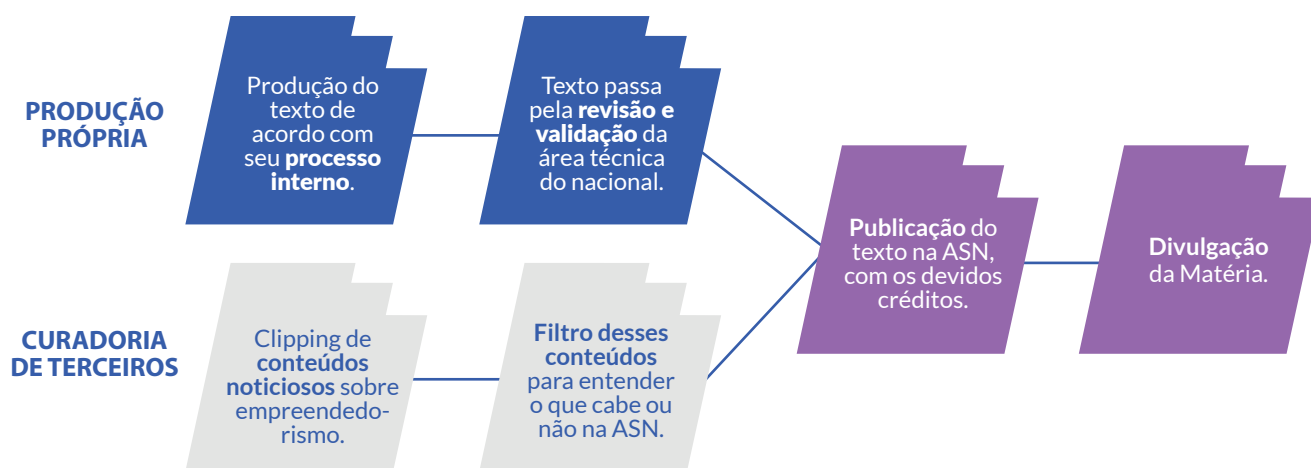 PRODUÇÃO
PRÓPRIA
Produção do
texto de
acordo com
seu processo
interno.
Texto passa
pela revisão e
validação da
área técnica
do nacional.
CURADORIA
DE TERCEIROS
Clipping de
conteúdos
noticiosos sobre
empreendedo-
rismo.
Filtro desses
conteúdos
para entender
o que cabe ou
não na ASN.
Publicação do
texto na ASN,
com os devidos
créditos.
Divulgação
da Matéria.